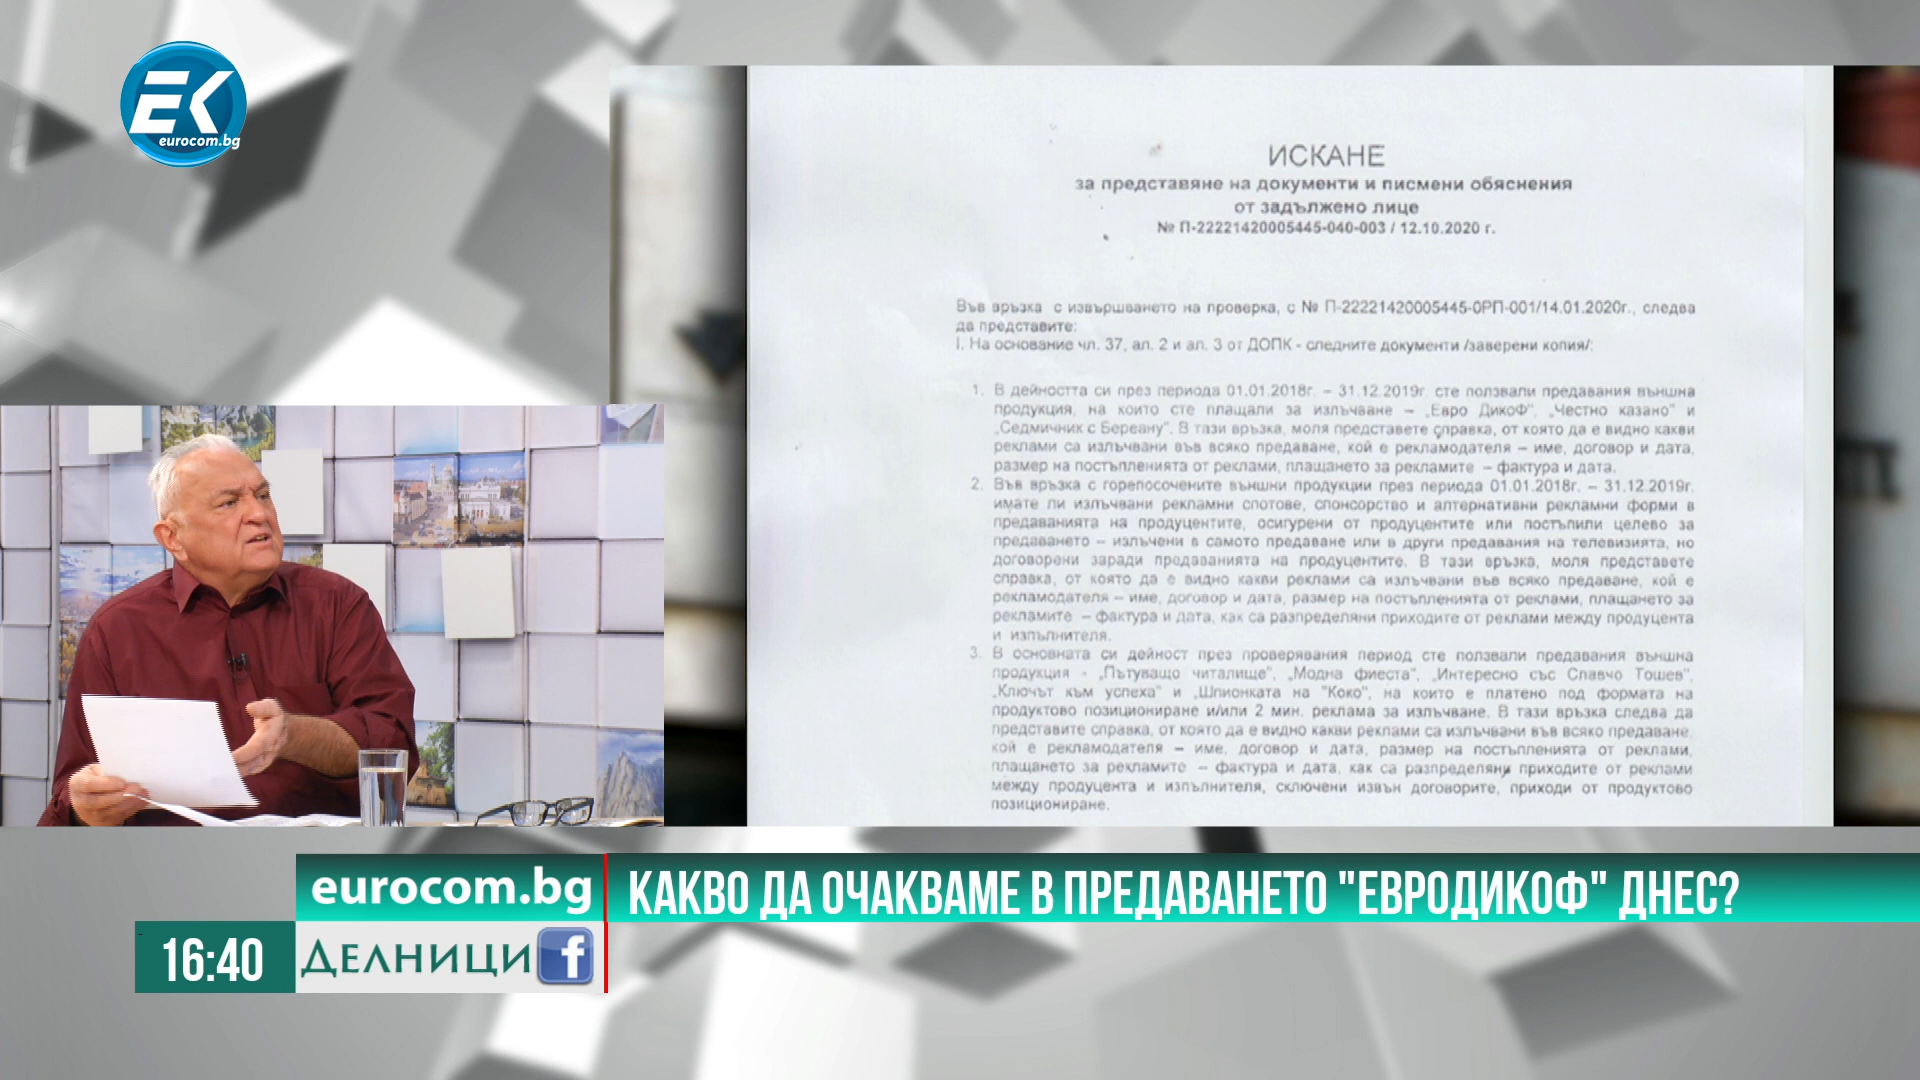 EK
eurocom.bg
ИСКАНЕ
за представяне на документи и писмени обяснения
от задължено лице
№ П-22221420005445-040-003 / 12.10.2020 г.
Във връзка с извършването на проверка, с № П-22221420005445-0РП-001/14.01.2020г., следва
да представите:
I. На основание чл. 37, ал. 2 и ал. 3 от ДОПК - следните документи /заверени копия/:
1. В дейността си през периода 01.01.2018г. – 31.12.2019г. сте ползвали предавания външна
продукция, на които сте плащали за излъчване – „Евро ДикоФ", „Честно казано" и
„Седмичник с Береану". В тази връзка, моля представете справка, от която да е видно какви
реклами са излъчвани във всяко предаване, кой е рекламодателя – име, договор и дата,
размер на постъпленията от реклами, плащането за рекламите – фактура и дата.
2. Във връзка с горепосочените външни продукции през периода 01.01.2018г. – 31.12.2019г.
имате ли излъчвани рекламни спотове, спонсорство и алтернативни рекламни форми в
предаванията на продуцентите, осигурени от продуцентите или постъпили целево за
предаването – излъчени в самото предаване или в други предавания на телевизията, но
договорени заради предаванията на продуцентите. В тази връзка, моля представете
справка, от която да е видно какви реклами са излъчвани във всяко предаване, кой е
рекламодателя – име, договор и дата, размер на постъпленията от реклами, плащането за
рекламите – фактура и дата, как са разпределяни приходите от реклами между продуцента
и изпълнителя.
3. В основната си дейност през проверявания период сте ползвали предавания външна
продукция - „Пътуващо читалище", „Модна фиеста", „Интересно със Славчо Тошев",
„Ключът към успеха" и „Шпионката на "Коко", на които е платено под формата на
продуктово позициониране и/или 2 мин. реклама за излъчване. В тази връзка следва да
представите справка, от която да е видно какви реклами са излъчвани във всяко предаване,
кой е рекламодателя – име, договор и дата, размер на постъпленията от реклами,
плащането за рекламите – фактура и дата, как са разпределяни приходите от реклами
между продуцента и изпълнителя, сключени извън договорите, приходи от продуктово
позициониране.
eurocom.bg
КАКВО ДА ОЧАКВАМЕ В ПРЕДАВАНЕТО "ЕВРОДИКОФ" ДНЕС?
16:40
ДЕЛНИЦИ f